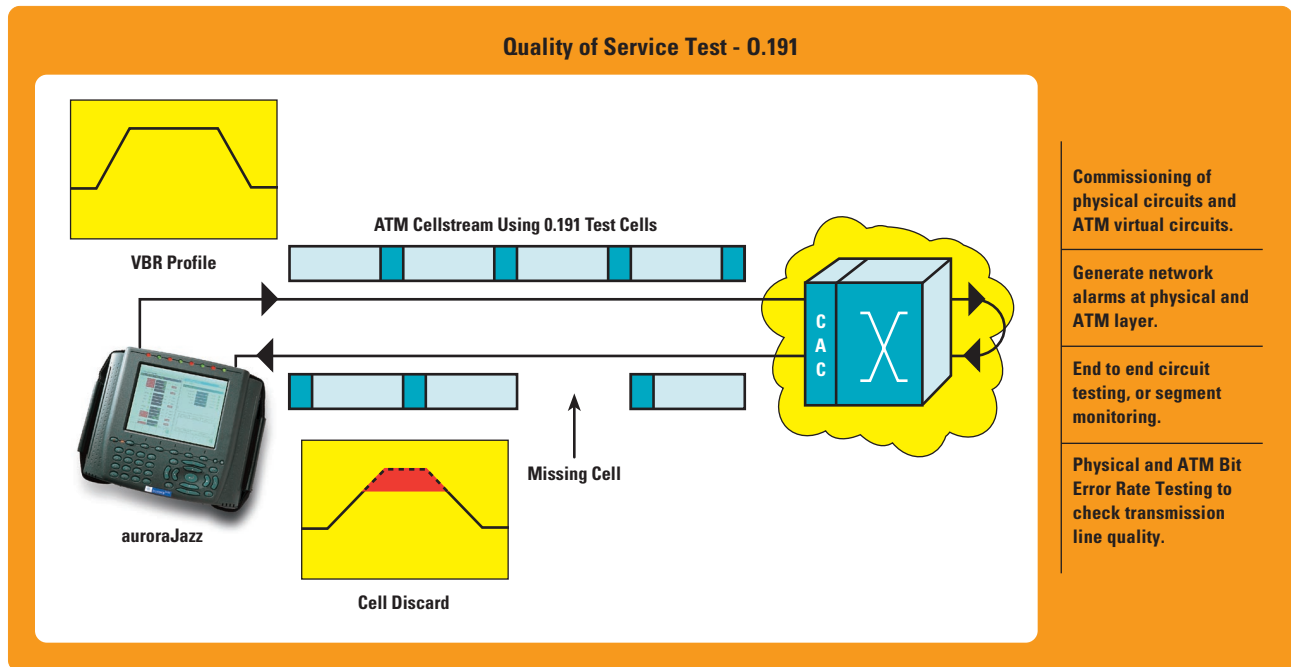 Quality of Service Test - 0.191
VBR Profile
ATM Cellstream Using 0.191 Test Cells
C
A
C
auroraJazz
Missing Cell
Cell Discard
Commissioning of
physical circuits and
ATM virtual circuits.
Generate network
alarms at physical and
ATM layer.
End to end circuit
testing, or segment
monitoring.
Physical and ATM Bit
Error Rate Testing to
check transmission
line quality.